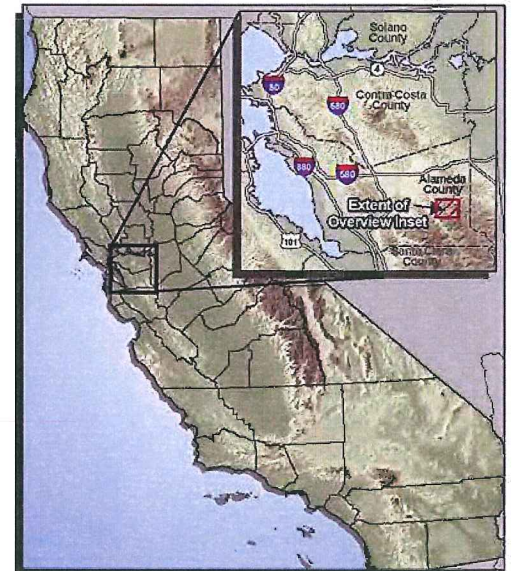 Solano
County
4
80
Contra Costa
County
680
880
580
Alameda
County
Extent of
Overview Inset
101
Santa Clara
County